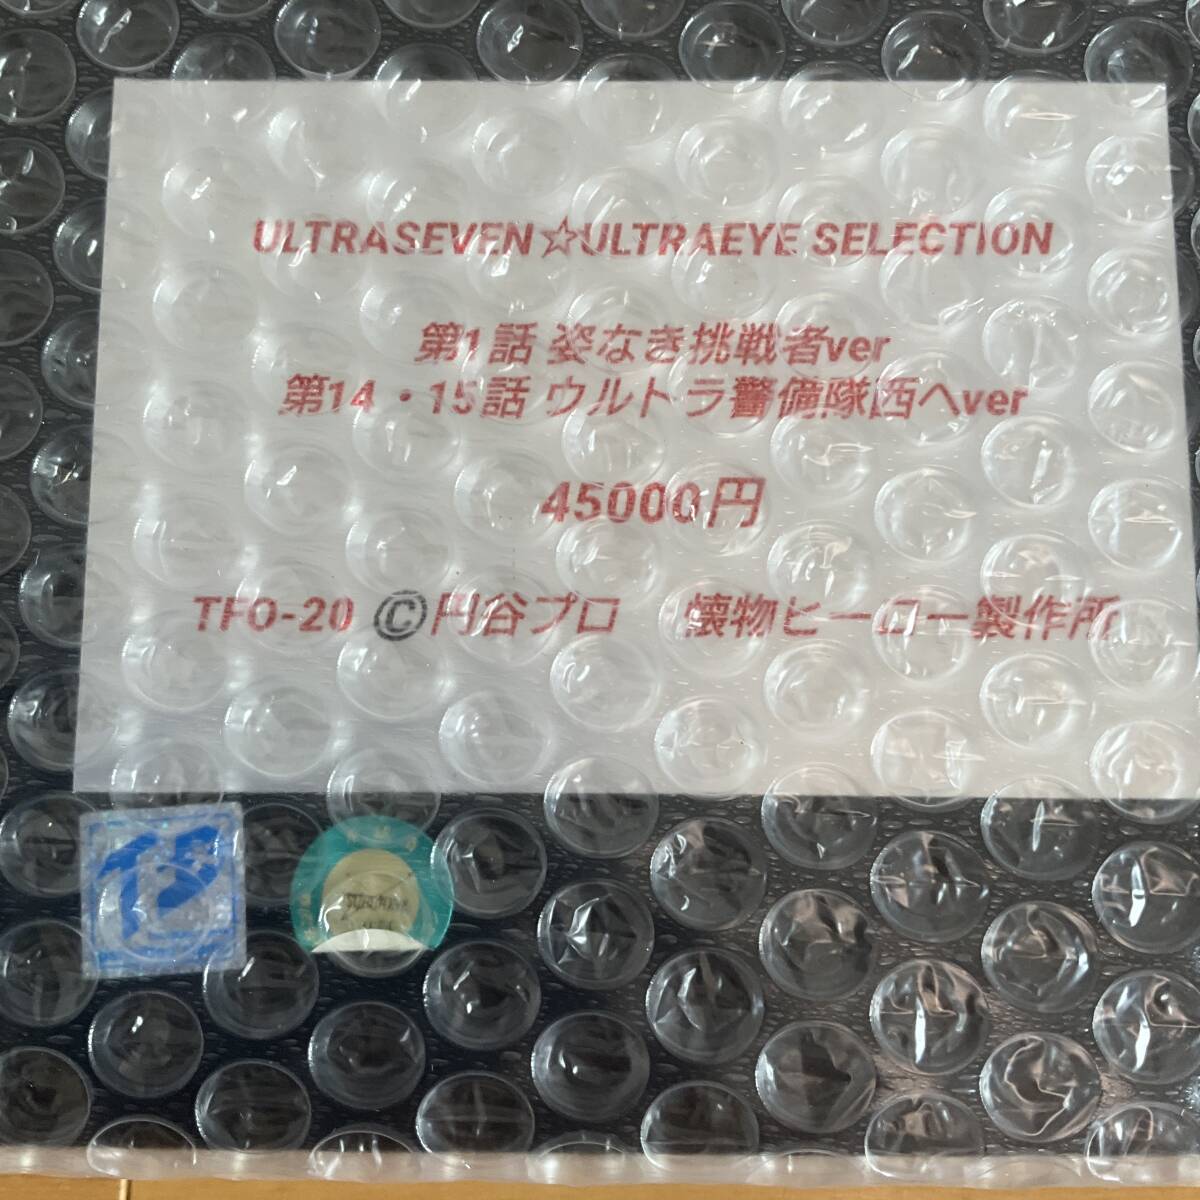 ULTRASEVEN☆ULTRAEYE SELECTION
第1話 姿なき挑戦者ver
第14・15話 ウルトラ警備隊西へver
45000円
TFO-20 ©円谷プロ 懐物ヒーロー製作所